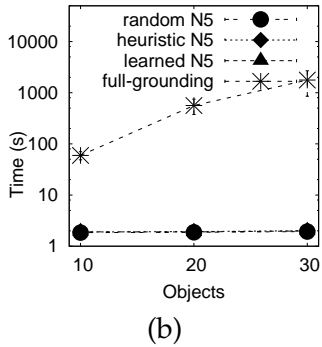 random N5
heuristic N5
learned N5
full-grounding
10000
1000
100
10
1
Time (s)
10
20
30
Objects
(b)